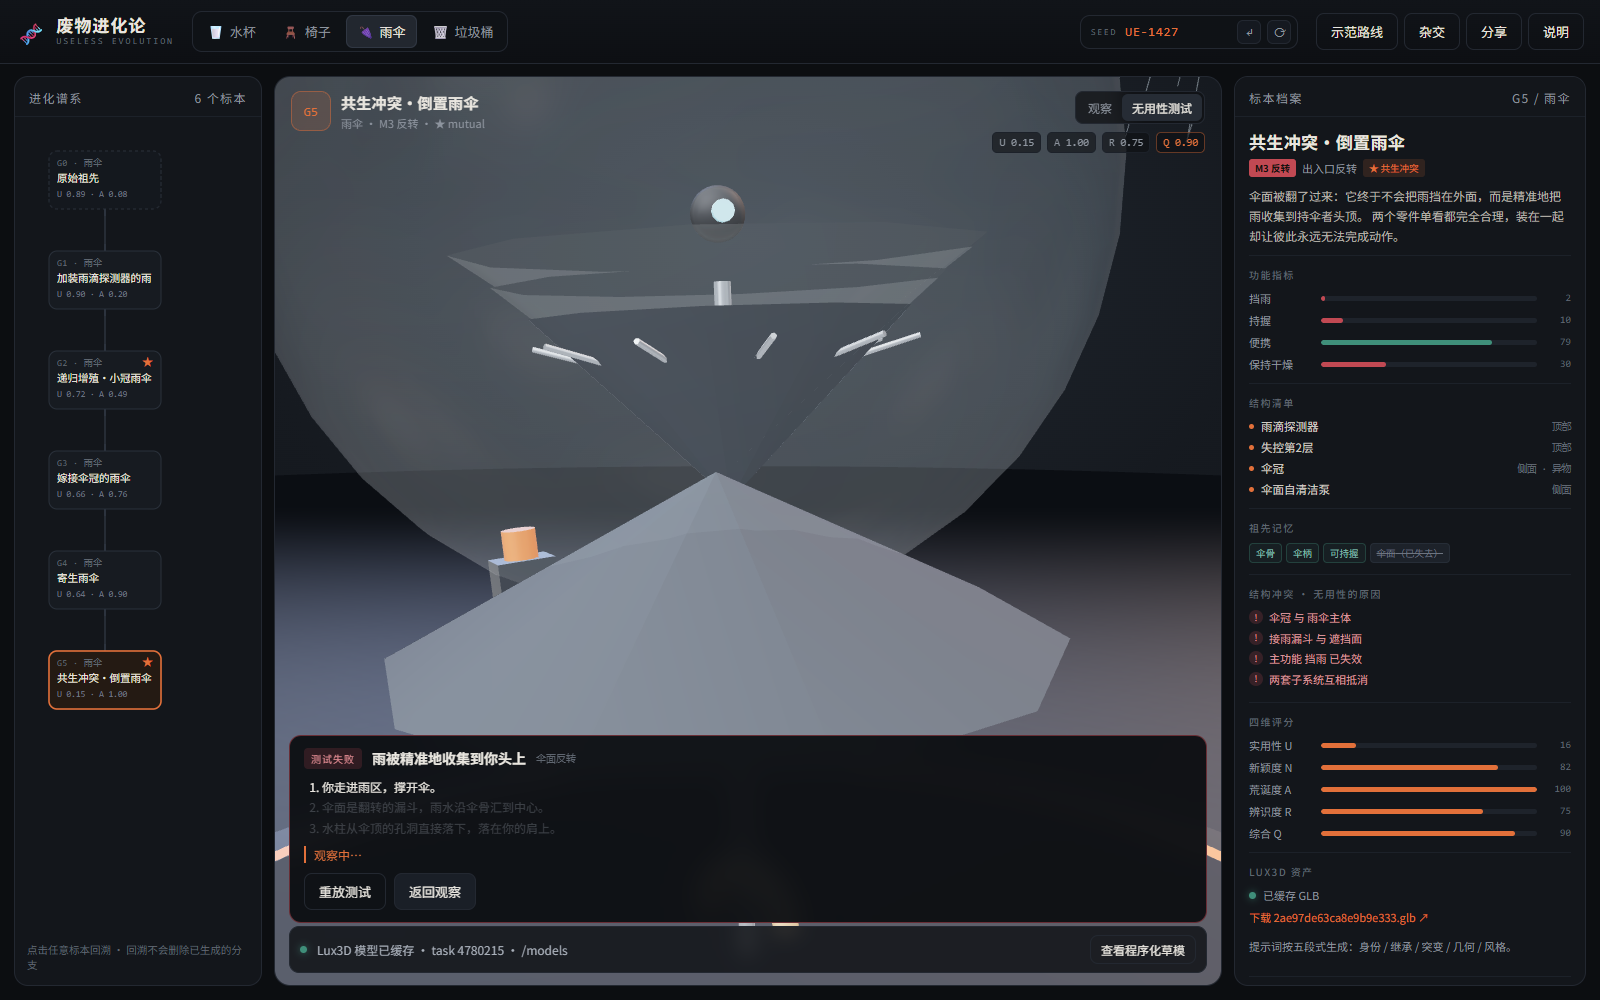 废物进化论
USELESS EVOLUTION
水杯
椅子
雨伞
垃圾桶
SEED UE-1427
示范路线
杂交
分享
说明
进化谱系 6 个标本
G0 · 雨伞
原始祖先
U 0.89 · A 0.08
G1 · 雨伞
加装雨滴探测器的雨
U 0.90 · A 0.20
G2 · 雨伞 ★
递归增殖·小冠雨伞
U 0.72 · A 0.49
G3 · 雨伞
嫁接伞冠的雨伞
U 0.66 · A 0.76
G4 · 雨伞
寄生雨伞
U 0.64 · A 0.90
G5 · 雨伞 ★
共生冲突·倒置雨伞
U 0.15 · A 1.00
点击任意标本回溯 · 回溯不会删除已生成的分
支
G5
共生冲突·倒置雨伞
雨伞 · M3 反转 · ★ mutual
观察 无用性测试
U 0.15 A 1.00 R 0.75 Q 0.90
测试失败 雨被精准地收集到你头上 伞面反转
1. 你走进雨区，撑开伞。
2. 伞面是翻转的漏斗，雨水沿伞骨汇到中心。
3. 水柱从伞顶的孔洞直接落下，落在你的肩上。
观察中…
重放测试 返回观察
Lux3D 模型已缓存 · task 4780215 · /models
查看程序化草模
标本档案 G5 / 雨伞
共生冲突·倒置雨伞
M3 反转 出入口反转 ★共生冲突
伞面被翻了过来：它终于不会把雨挡在外面，而是精准地把
雨收集到持伞者头顶。 两个零件单看都完全合理，装在一起
却让彼此永远无法完成动作。
功能指标
挡雨 2
持握 10
便携 79
保持干燥 30
结构清单
雨滴探测器 顶部
失控第2层 顶部
伞冠 侧面 · 异物
伞面自清洁泵 侧面
祖先记忆
伞骨 伞柄 可持握 伞面（已失去）
结构冲突 · 无用性的原因
! 伞冠 与 雨伞主体
! 接雨漏斗 与 遮挡面
! 主功能 挡雨 已失效
! 两套子系统互相抵消
四维评分
实用性 U 16
新颖度 N 82
荒诞度 A 100
辨识度 R 75
综合 Q 90
LUX3D 资产
已缓存 GLB
下载 2ae97de63ca8e9b9e333.glb ↗
提示词按五段式生成：身份 / 继承 / 突变 / 几何 / 风格。